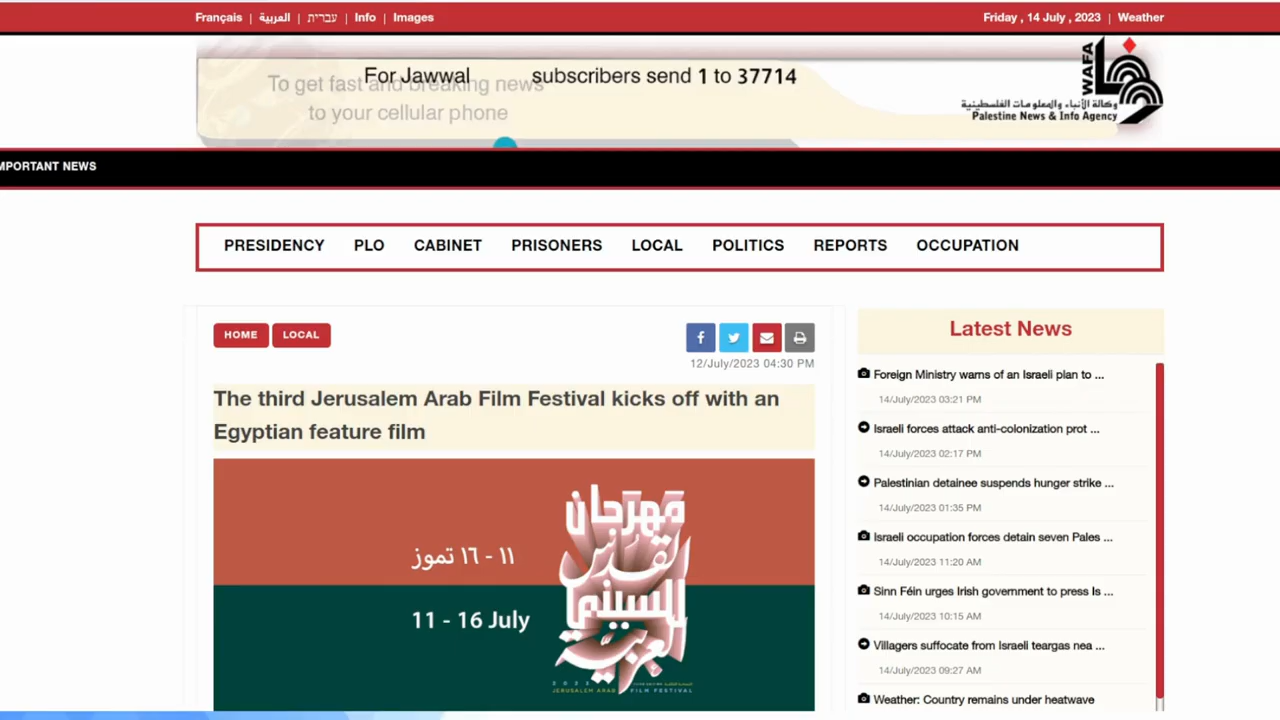 Français | العربية | עברית | Info | Images
Friday , 14 July , 2023 | Weather
For Jawwal subscribers send 1 to 37714
To get fast and breaking news
to your cellular phone
WAFA
وكالة الأنباء والمعلومات الفلسطينية
Palestine News & Info Agency
MPORTANT NEWS
PRESIDENCY PLO CABINET PRISONERS LOCAL POLITICS REPORTS OCCUPATION
HOME LOCAL
12/July/2023 04:30 PM
The third Jerusalem Arab Film Festival kicks off with an
Egyptian feature film
١١ - ١٦ تموز
11 - 16 July
مهرجان
القدس
للسينما
العربية
2023
JERUSALEM ARAB FILM FESTIVAL
Latest News
Foreign Ministry warns of an Israeli plan to ...
14/July/2023 03:21 PM
Israeli forces attack anti-colonization prot ...
14/July/2023 02:17 PM
Palestinian detainee suspends hunger strike ...
14/July/2023 01:35 PM
Israeli occupation forces detain seven Pales ...
14/July/2023 11:20 AM
Sinn Féin urges Irish government to press Is ...
14/July/2023 10:15 AM
Villagers suffocate from Israeli teargas nea ...
14/July/2023 09:27 AM
Weather: Country remains under heatwave